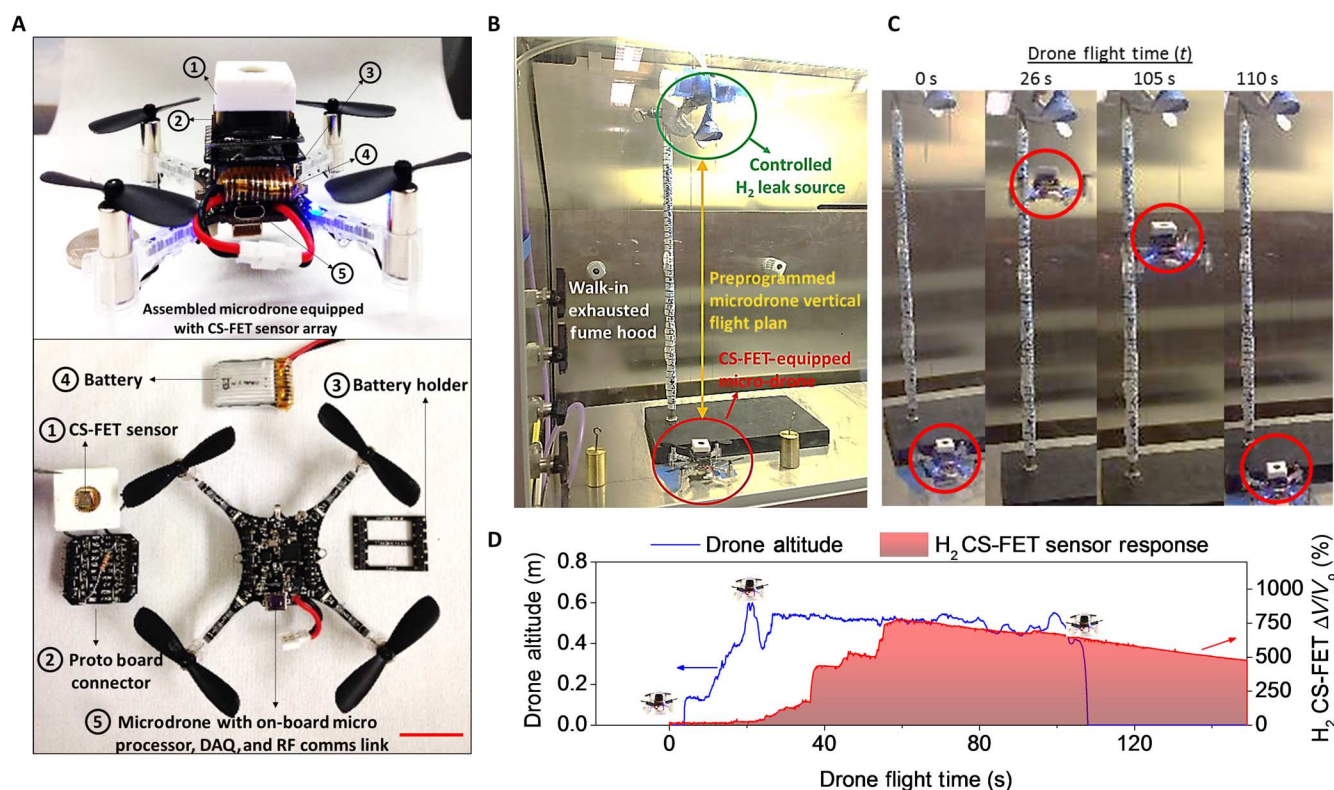 A
①
②
③
④
⑤
Assembled microdrone equipped
with CS-FET sensor array
④ Battery
③ Battery holder
① CS-FET sensor
② Proto board
connector
⑤ Microdrone with on-board micro
processor, DAQ, and RF comms link
B
Controlled
H₂ leak source
Walk-in
exhausted
fume hood
Preprogrammed
microdrone vertical
flight plan
CS-FET-equipped
micro-drone
C
Drone flight time (t)
0 s 26 s 105 s 110 s
D
Drone altitude
H₂ CS-FET sensor response
Drone altitude (m)
0.8
0.6
0.4
0.2
0.0
0 40 80 120
Drone flight time (s)
1000
750
500
250
0
H₂ CS-FET ΔV/Vₒ (%)